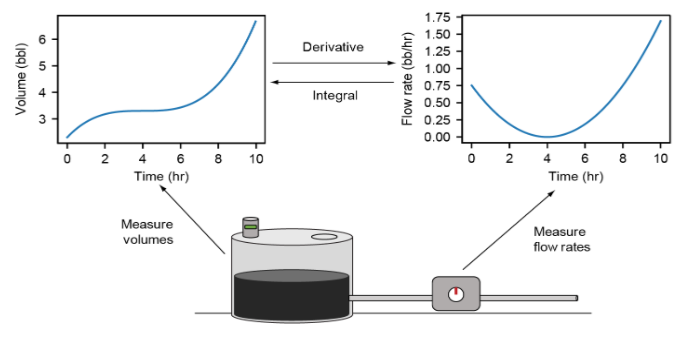 Volume (bbl)
6
5
4
3
0 2 4 6 8 10
Time (hr)
Derivative
Integral
Flow rate (bb/hr)
1.75
1.50
1.25
1.00
0.75
0.50
0.25
0.00
0 2 4 6 8 10
Time (hr)
Measure
volumes
Measure
flow rates